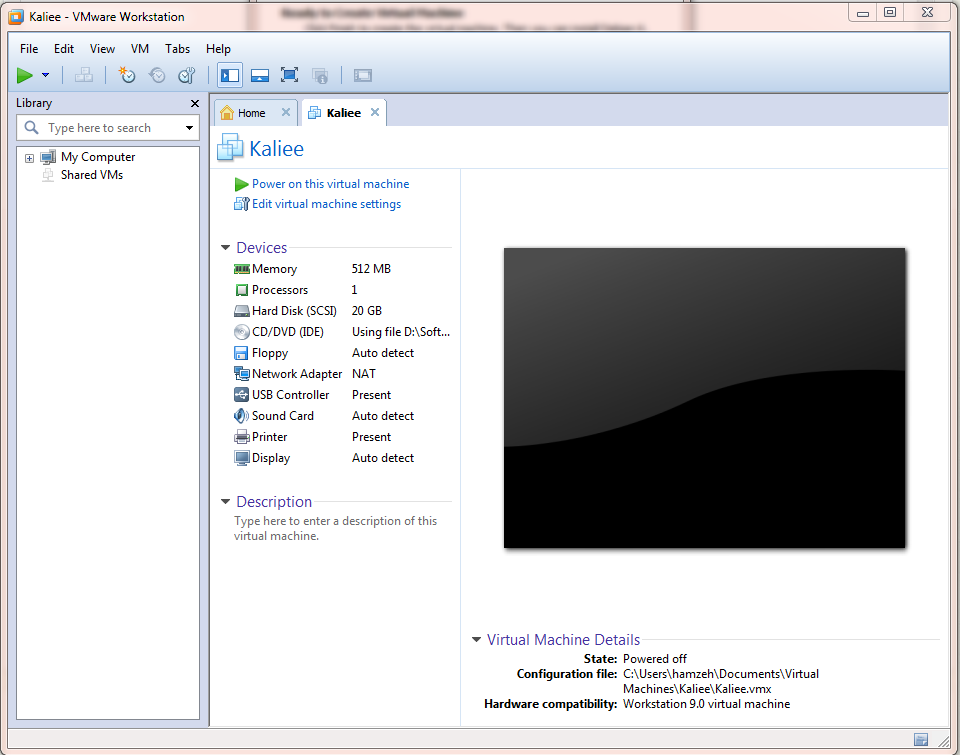 Kaliee - VMware Workstation
Ready to Create Virtual Machine
File Edit View VM Tabs Help
Library
Type here to search
My Computer
Shared VMs
Home
Kaliee
Kaliee
Power on this virtual machine
Edit virtual machine settings
Devices
Memory 512 MB
Processors 1
Hard Disk (SCSI) 20 GB
CD/DVD (IDE) Using file D:\Soft...
Floppy Auto detect
Network Adapter NAT
USB Controller Present
Sound Card Auto detect
Printer Present
Display Auto detect
Description
Type here to enter a description of this
virtual machine.
Virtual Machine Details
State: Powered off
Configuration file: C:\Users\hamzeh\Documents\Virtual
Machines\Kaliee\Kaliee.vmx
Hardware compatibility: Workstation 9.0 virtual machine